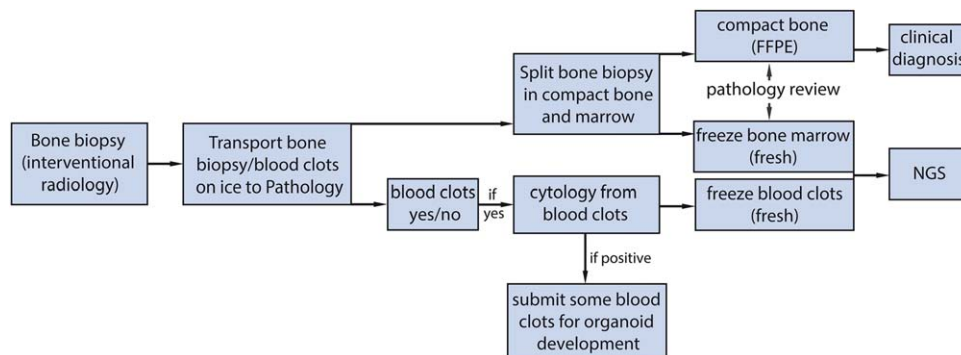 Bone biopsy
(interventional
radiology)
Transport bone
biopsy/blood clots
on ice to Pathology
Split bone biopsy
in compact bone
and marrow
compact bone
(FFPE)
clinical
diagnosis
pathology review
freeze bone marrow
(fresh)
NGS
blood clots
yes/no
if
yes
cytology from
blood clots
freeze blood clots
(fresh)
if positive
submit some blood
clots for organoid
development